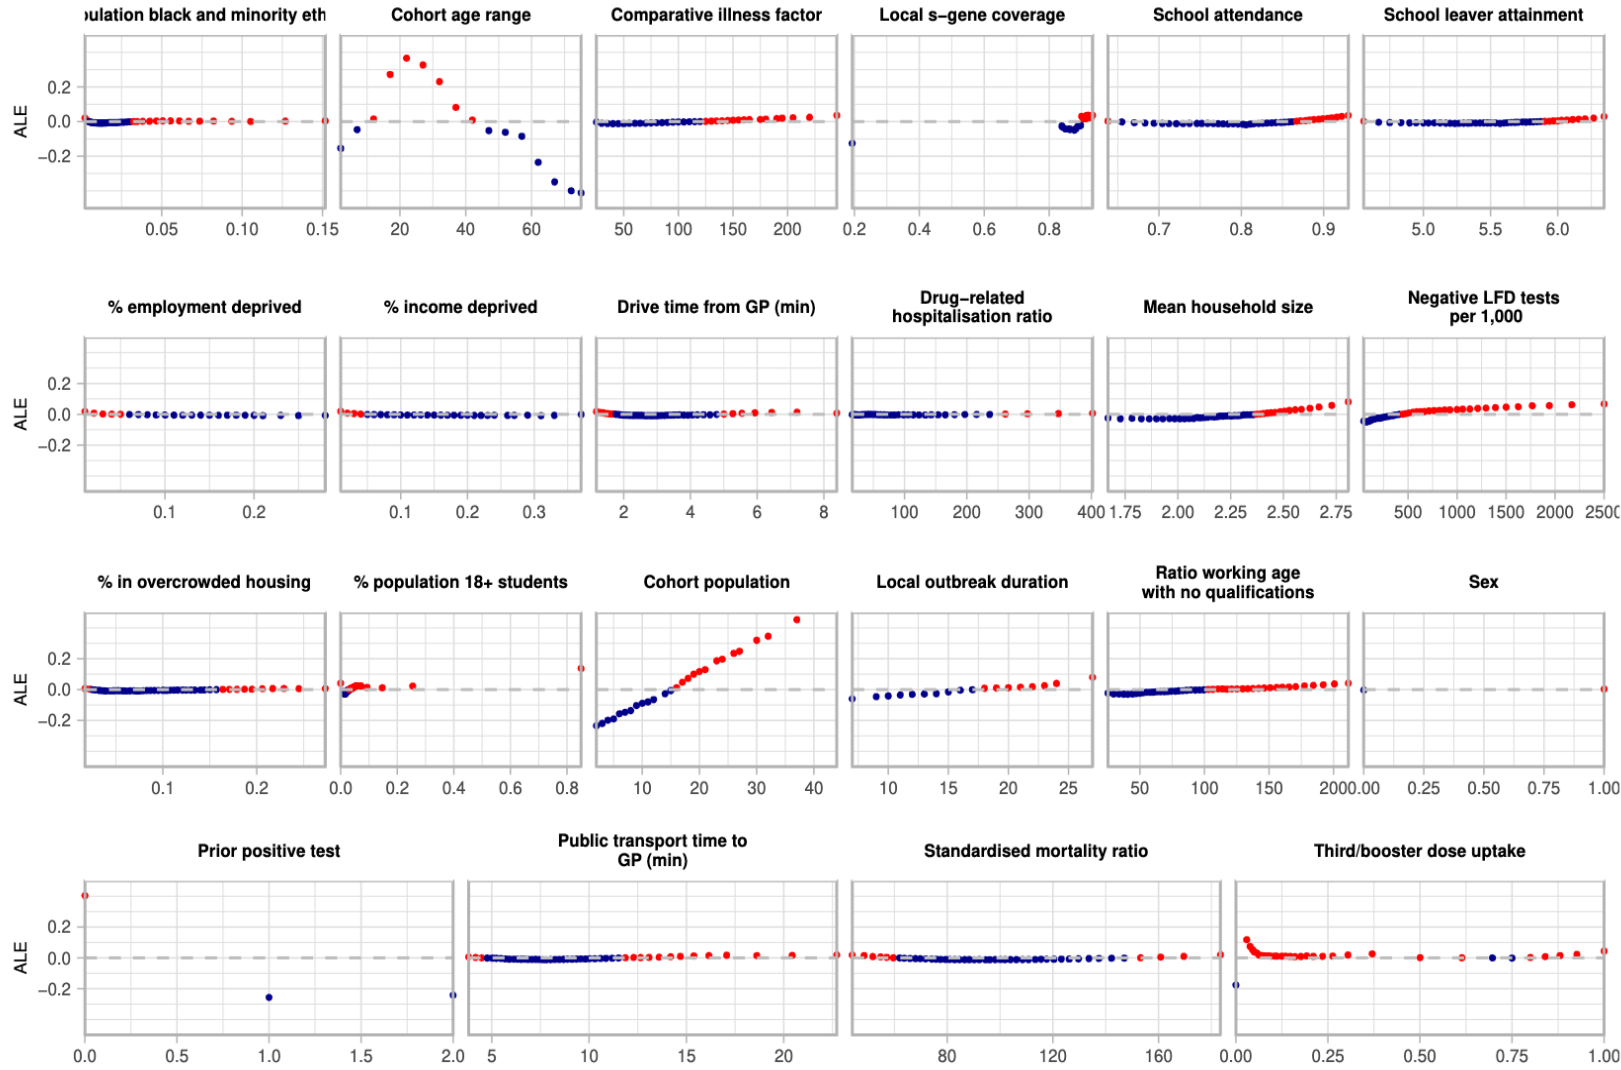 ulation black and minority eth
Cohort age range
Comparative illness factor
Local s−gene coverage
School attendance
School leaver attainment
ALE
0.2
0.0
−0.2
0.05 0.10 0.15
20 40 60
50 100 150 200
0.2 0.4 0.6 0.8
0.7 0.8 0.9
5.0 5.5 6.0
% employment deprived
% income deprived
Drive time from GP (min)
Drug−related
hospitalisation ratio
Mean household size
Negative LFD tests
per 1,000
ALE
0.2
0.0
−0.2
0.1 0.2
0.1 0.2 0.3
2 4 6 8
100 200 300 400
1.75 2.00 2.25 2.50 2.75
500 1000 1500 2000 2500
% in overcrowded housing
% population 18+ students
Cohort population
Local outbreak duration
Ratio working age
with no qualifications
Sex
ALE
0.2
0.0
−0.2
0.1 0.2
0.0 0.2 0.4 0.6 0.8
10 20 30 40
10 15 20 25
50 100 150 200
0.00 0.25 0.50 0.75 1.00
Prior positive test
Public transport time to
GP (min)
Standardised mortality ratio
Third/booster dose uptake
ALE
0.2
0.0
−0.2
0.0 0.5 1.0 1.5 2.0
5 10 15 20
80 120 160
0.00 0.25 0.50 0.75 1.00